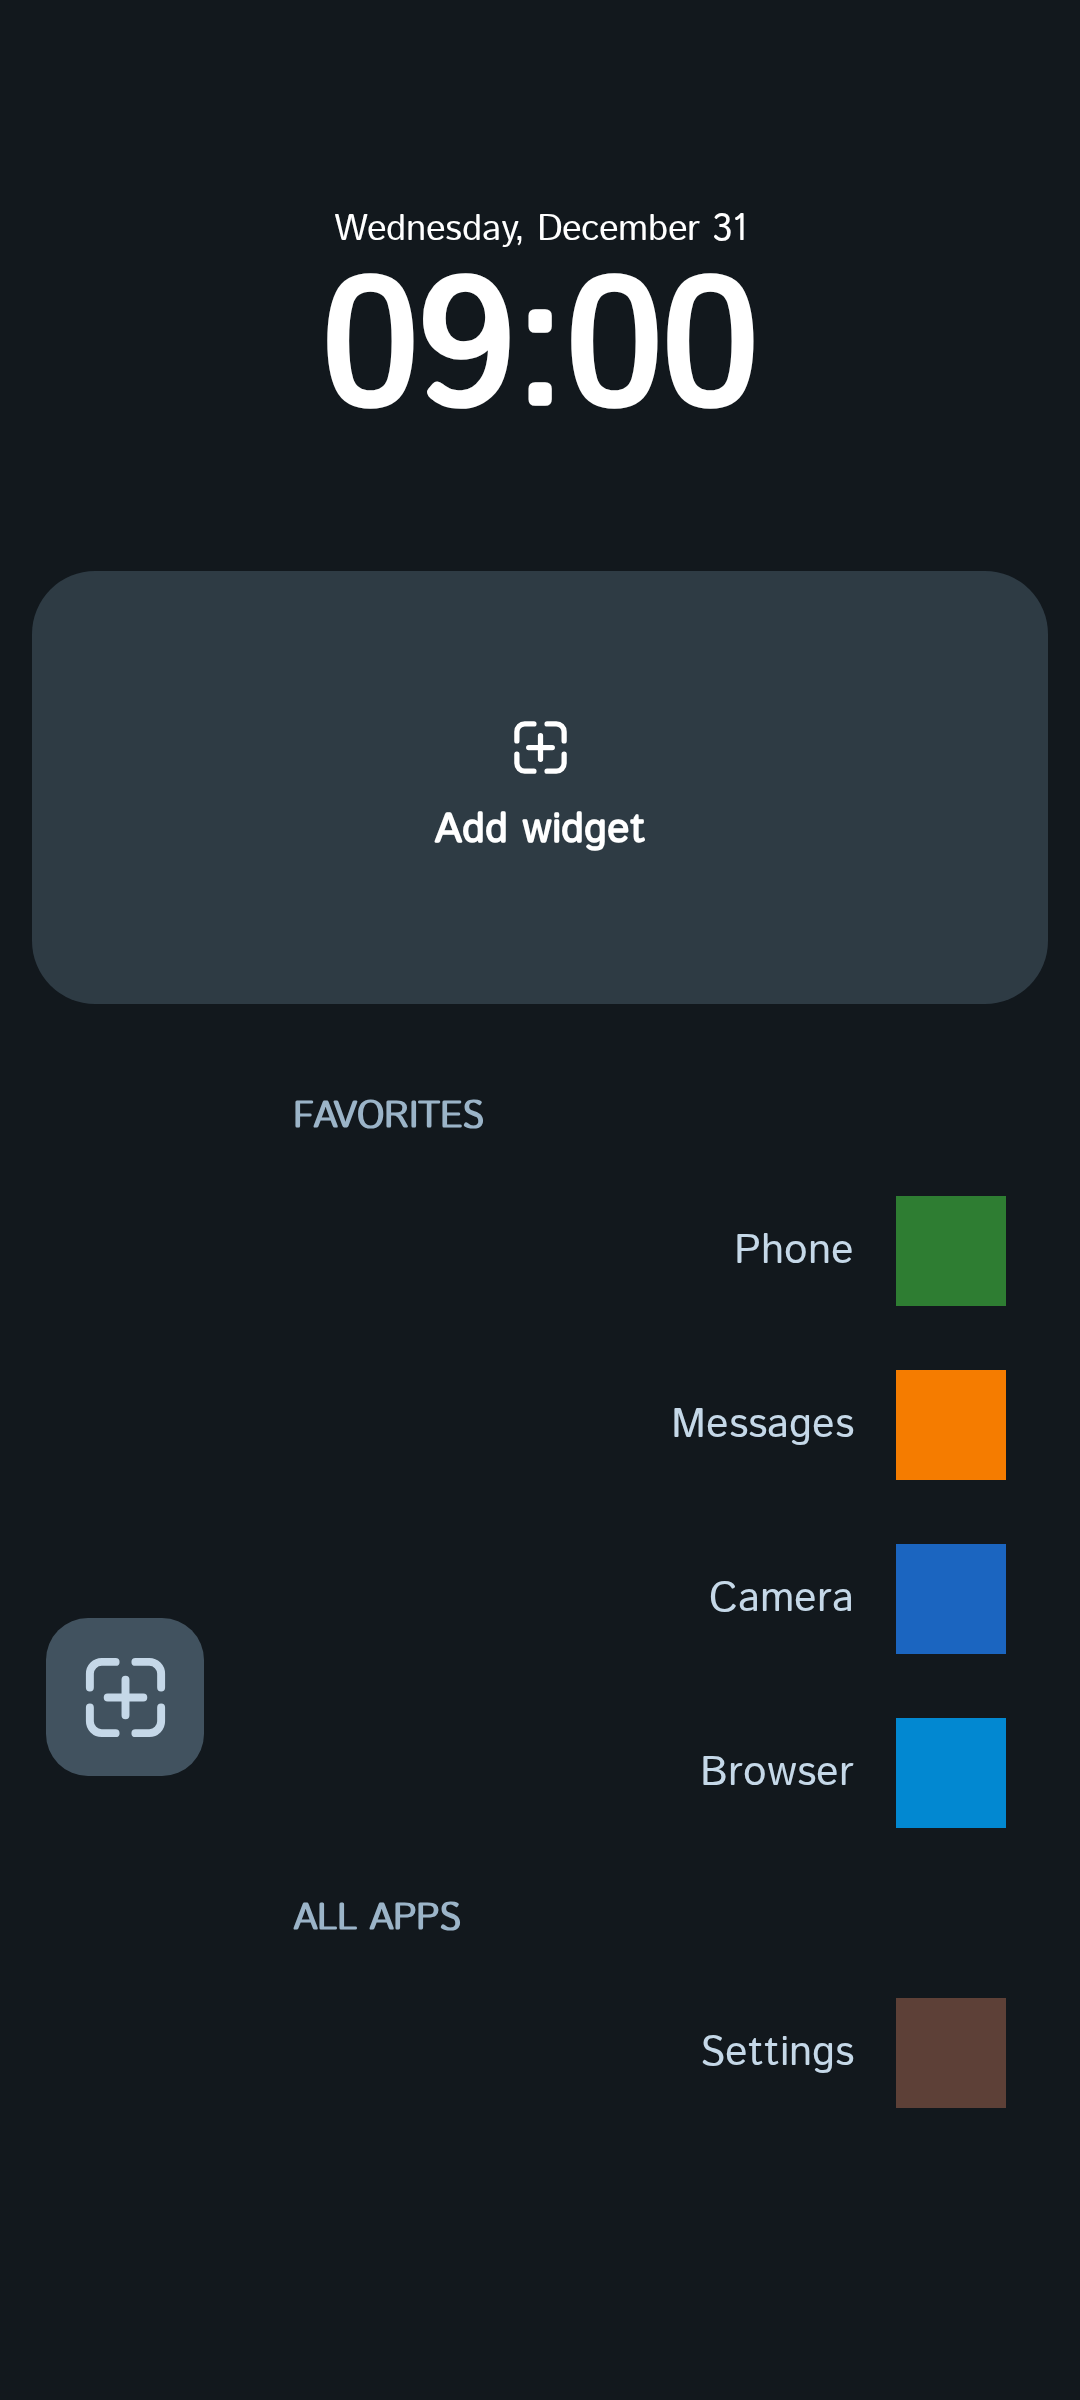 Wednesday, December 31
09:00
Add widget
FAVORITES
Phone
Messages
Camera
Browser
ALL APPS
Settings